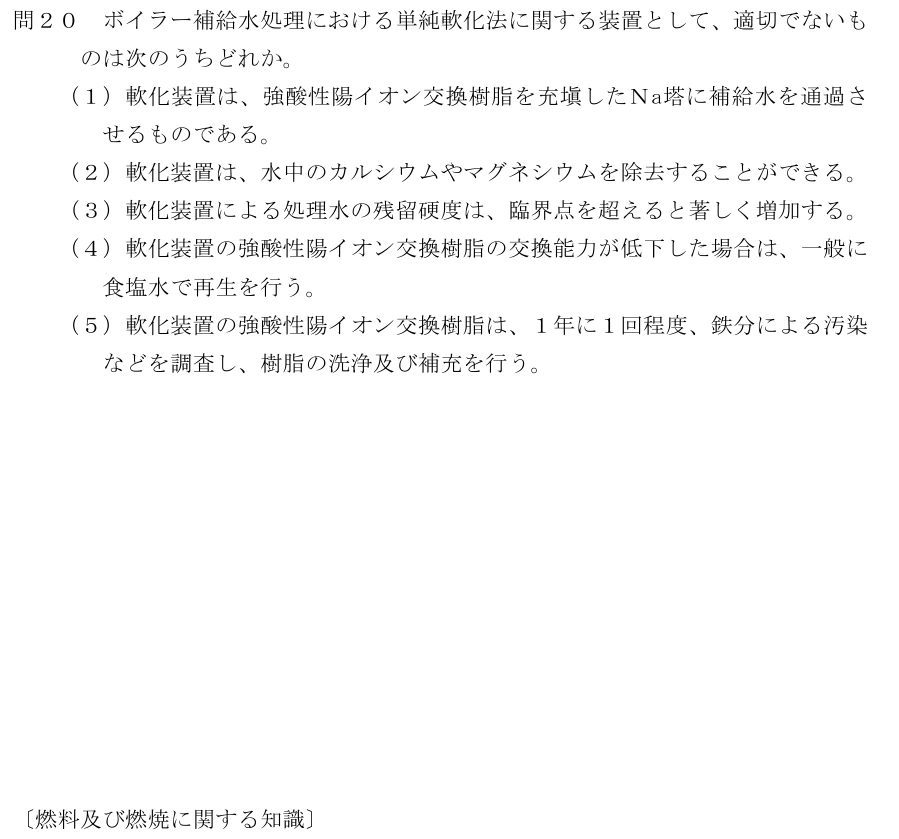 問２０　ボイラー補給水処理における単純軟化法に関する装置として、適切でないも
のは次のうちどれか。
（１）軟化装置は、強酸性陽イオン交換樹脂を充塡したＮa塔に補給水を通過さ
せるものである。
（２）軟化装置は、水中のカルシウムやマグネシウムを除去することができる。
（３）軟化装置による処理水の残留硬度は、臨界点を超えると著しく増加する。
（４）軟化装置の強酸性陽イオン交換樹脂の交換能力が低下した場合は、一般に
食塩水で再生を行う。
（５）軟化装置の強酸性陽イオン交換樹脂は、１年に１回程度、鉄分による汚染
などを調査し、樹脂の洗浄及び補充を行う。
〔燃料及び燃焼に関する知識〕